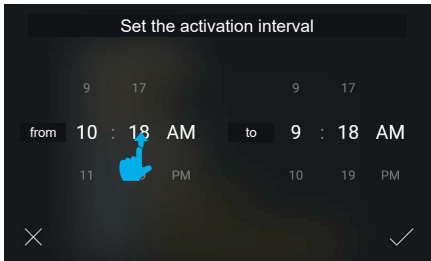 Set the activation interval
9 17 9 17
from 10 : 18 AM to 9 : 18 AM
11 PM 10 19 PM